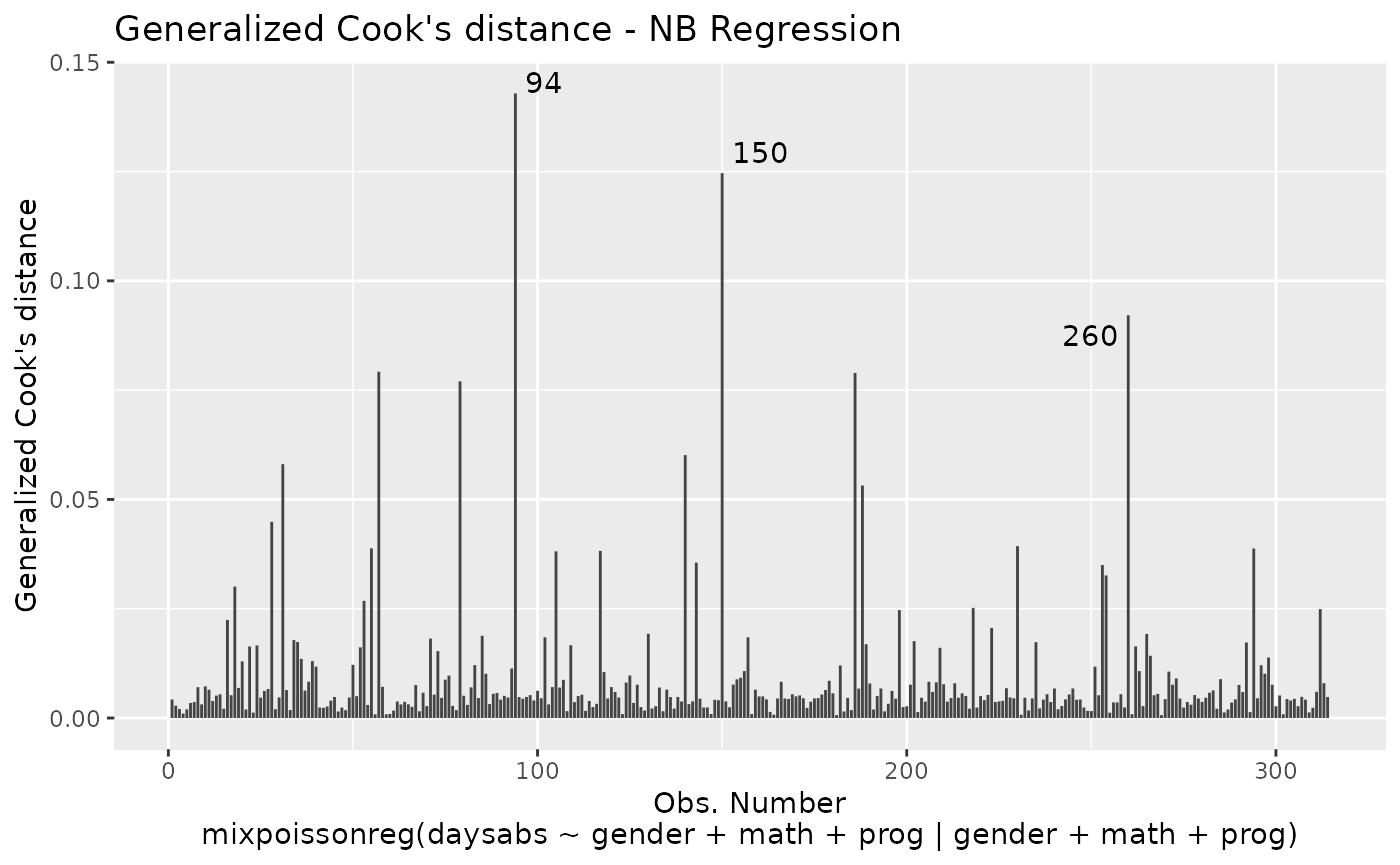 Generalized Cook's distance - NB Regression
0.15
94
150
0.10
260
0.05
0.00
Generalized Cook's distance
0 100 200 300
Obs. Number
mixpoissonreg(daysabs ~ gender + math + prog | gender + math + prog)